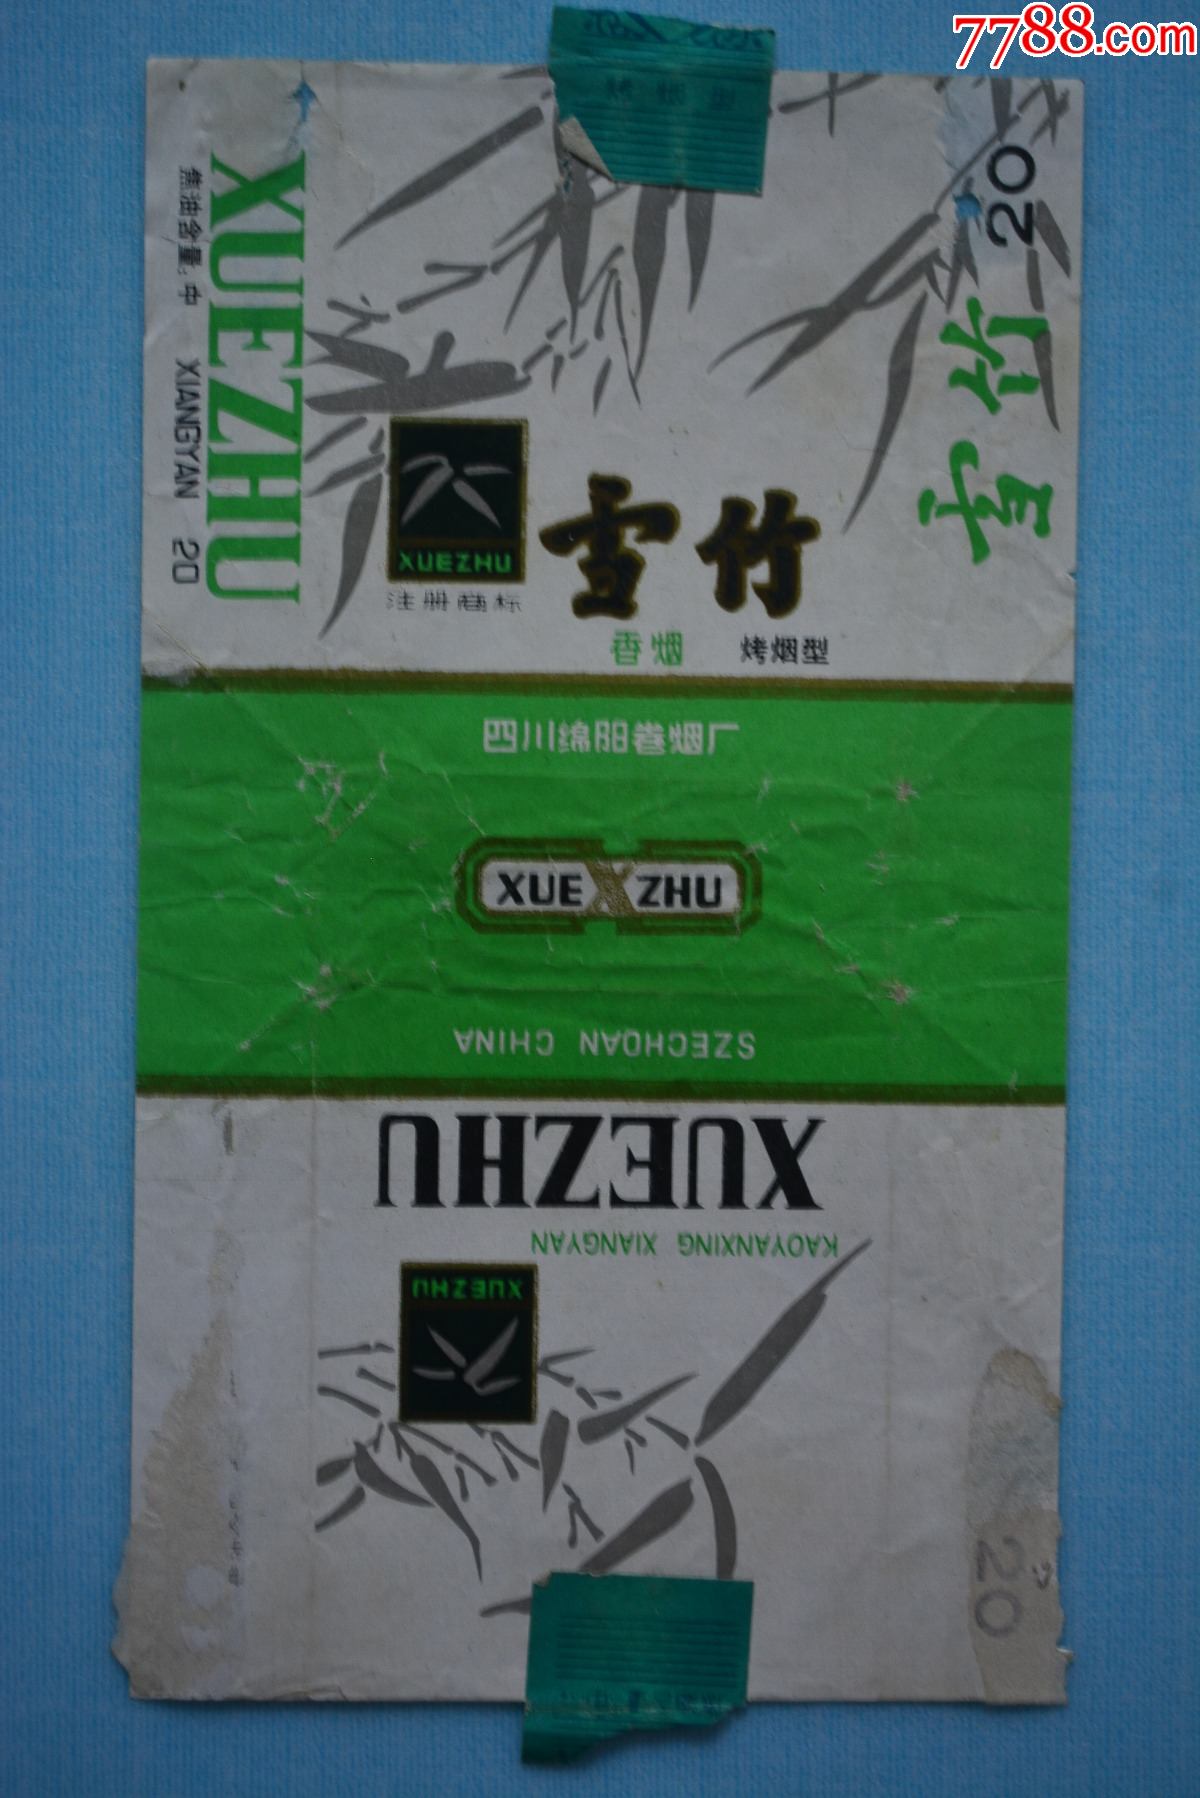 7788.com
XUEZHU
焦油含量:中 XIANGYAN 20
雪竹 20
XUEZHU
注册商标
雪竹
香烟 烤烟型
四川绵阳卷烟厂
XUE X ZHU
SZECHOAN CHINA
XUEZHU
KAOYANXING XIANGYAN
XUEZHU
20